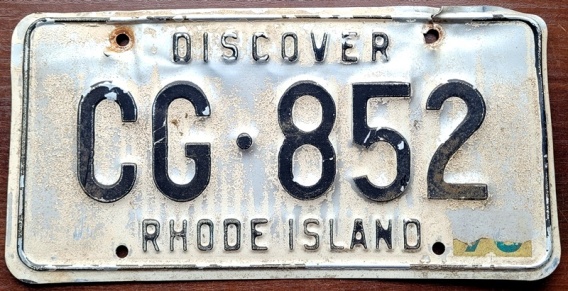 DISCOVER
CG·852
RHODE ISLAND